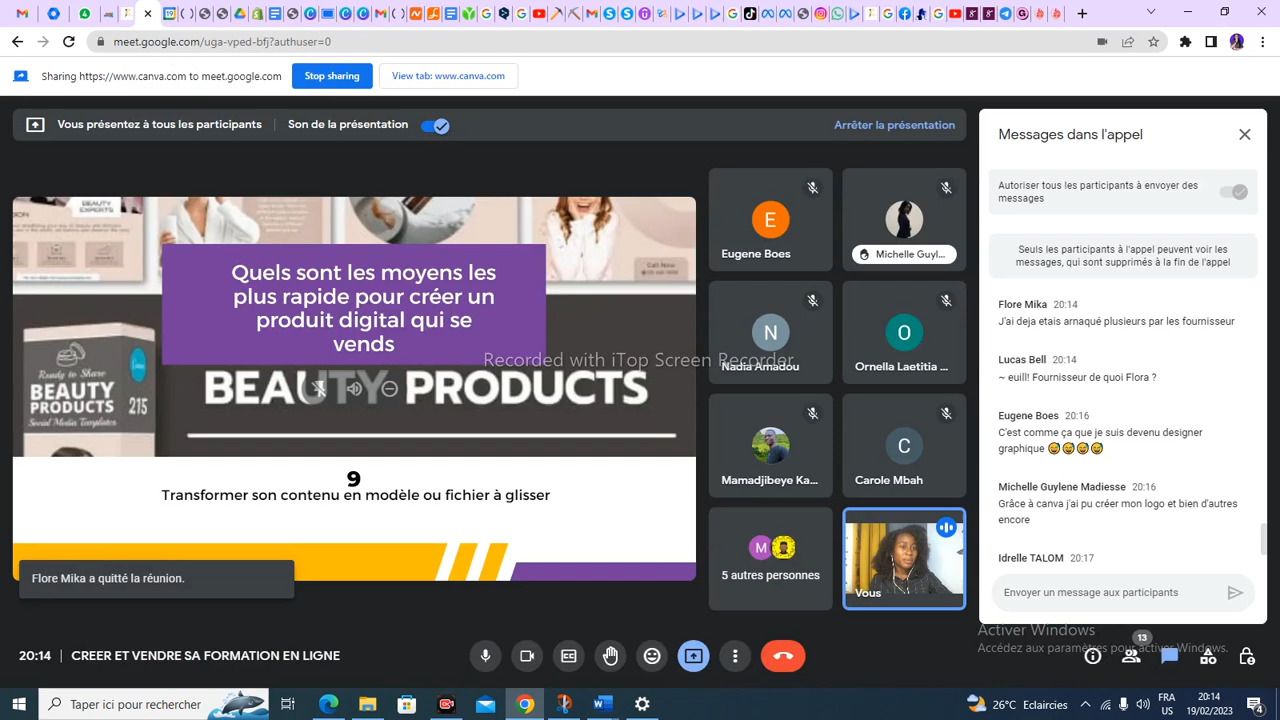 meet.google.com/uga-vped-bfj?authuser=0
Sharing https://www.canva.com to meet.google.com
Stop sharing
View tab: www.canva.com
Vous présentez à tous les participants
Son de la présentation
Arrêter la présentation
BEAUTY
EXPERTS
Quels sont les moyens les
plus rapide pour créer un
produit digital qui se
vends
Ready to Share
BEAUTY
PRODUCTS
215
Social Media Templates
BEAUTY PRODUCTS
9
Transformer son contenu en modèle ou fichier à glisser
Recorded with iTop Screen Recorder
Flore Mika a quitté la réunion.
E
Eugene Boes
Michelle Guyl...
N
Nadia Amadou
O
Ornella Laetitia ...
Mamadjibeye Ka...
C
Carole Mbah
M
5 autres personnes
Vous
Messages dans l'appel
Autoriser tous les participants à envoyer des
messages
Seuls les participants à l'appel peuvent voir les
messages, qui sont supprimés à la fin de l'appel
Flore Mika 20:14
J'ai deja etais arnaqué plusieurs par les fournisseur
Lucas Bell 20:14
~ euill! Fournisseur de quoi Flora ?
Eugene Boes 20:16
C'est comme ça que je suis devenu designer
graphique 😅😅😅😅
Michelle Guylene Madiesse 20:16
Grâce à canva j'ai pu créer mon logo et bien d'autres
encore
Idrelle TALOM 20:17
Envoyer un message aux participants
Activer Windows
Accédez aux paramètres pour activer Windows.
20:14 | CREER ET VENDRE SA FORMATION EN LIGNE
13
Taper ici pour rechercher
26°C Eclaircies
FRA
US
20:14
19/02/2023
4